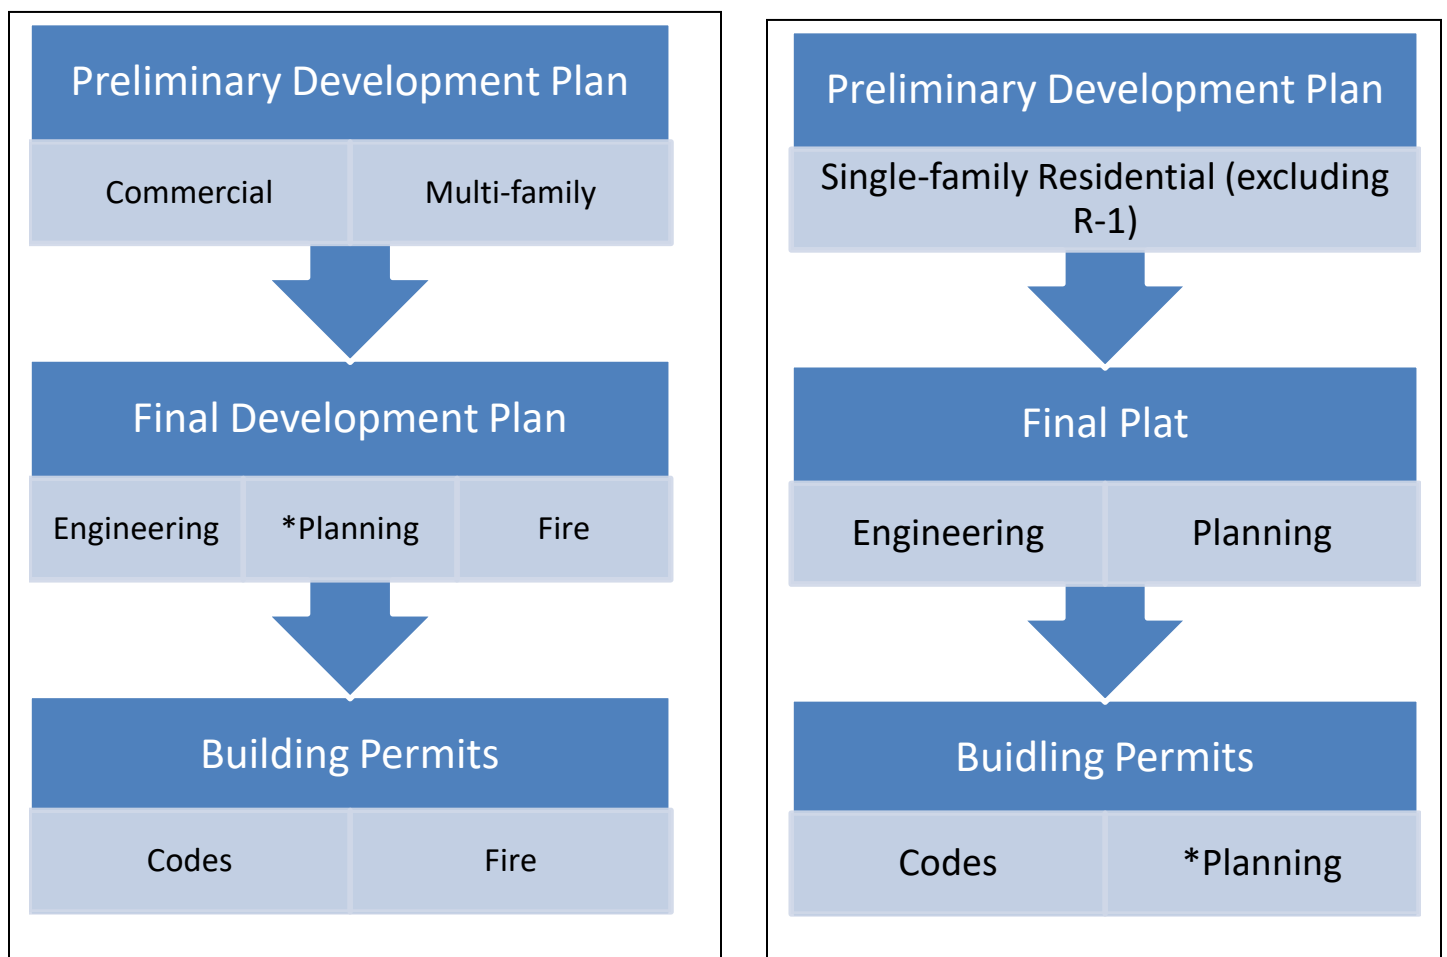 Preliminary Development Plan
Commercial
Multi-family
Final Development Plan
Engineering
*Planning
Fire
Building Permits
Codes
Fire
Preliminary Development Plan
Single-family Residential (excluding
R-1)
Final Plat
Engineering
Planning
Buidling Permits
Codes
*Planning